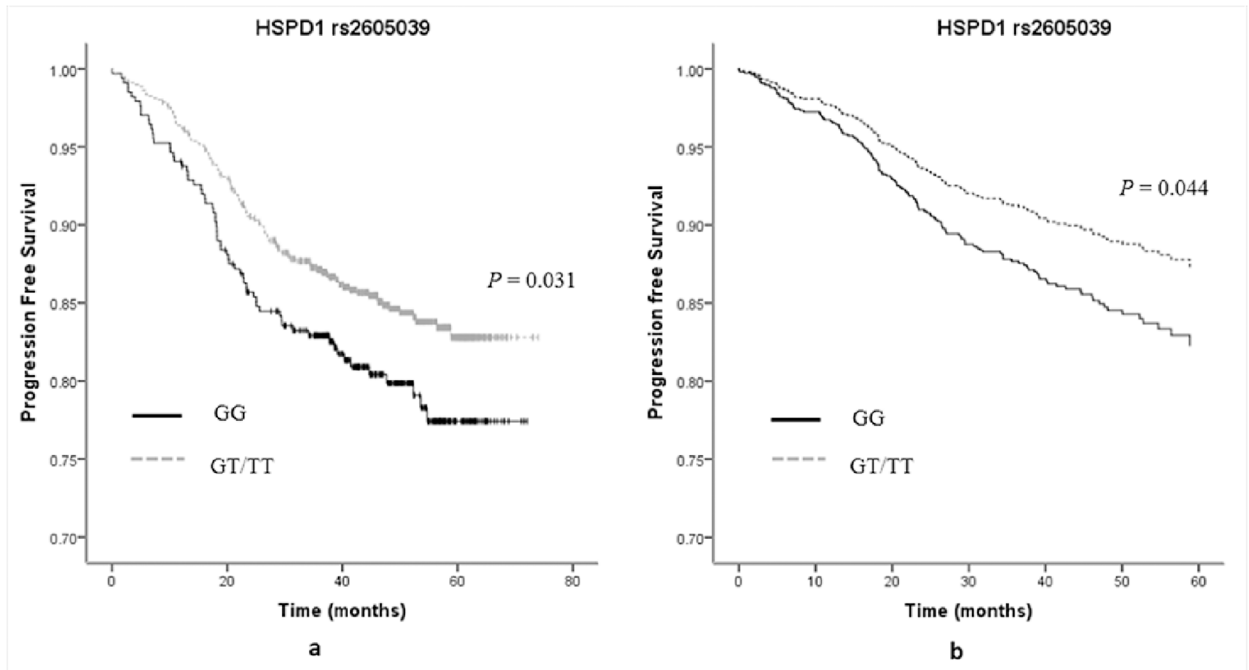 HSPD1 rs2605039
1.00
0.95
0.90
0.85
0.80
0.75
0.70
Progression Free Survival
P = 0.031
GG
GT/TT
0
20
40
60
80
Time (months)
a
HSPD1 rs2605039
1.00
0.95
0.90
0.85
0.80
0.75
0.70
Progression free Survival
P = 0.044
GG
GT/TT
0
10
20
30
40
50
60
Time (months)
b